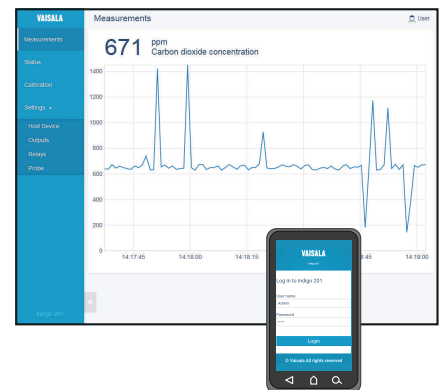 VAISALA
Measurements
Status
Calibration
Settings
Host Device
Outputs
Relays
Probe
Indigo 201
Measurements
User
671
ppm
Carbon dioxide concentration
1400
1200
1000
800
600
400
200
0
14:17:45
14:18:00
14:18:15
:45
14:19:00
VAISALA
Log in to Indigo 201
User name
Admin
Password
Login
© Vaisala All rights reserved